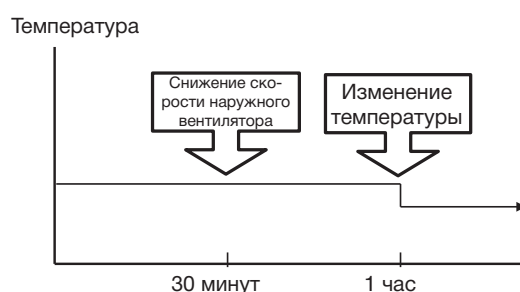 Температура
Снижение ско-
рости наружного
вентилятора
Изменение
температуры
30 минут
1 час